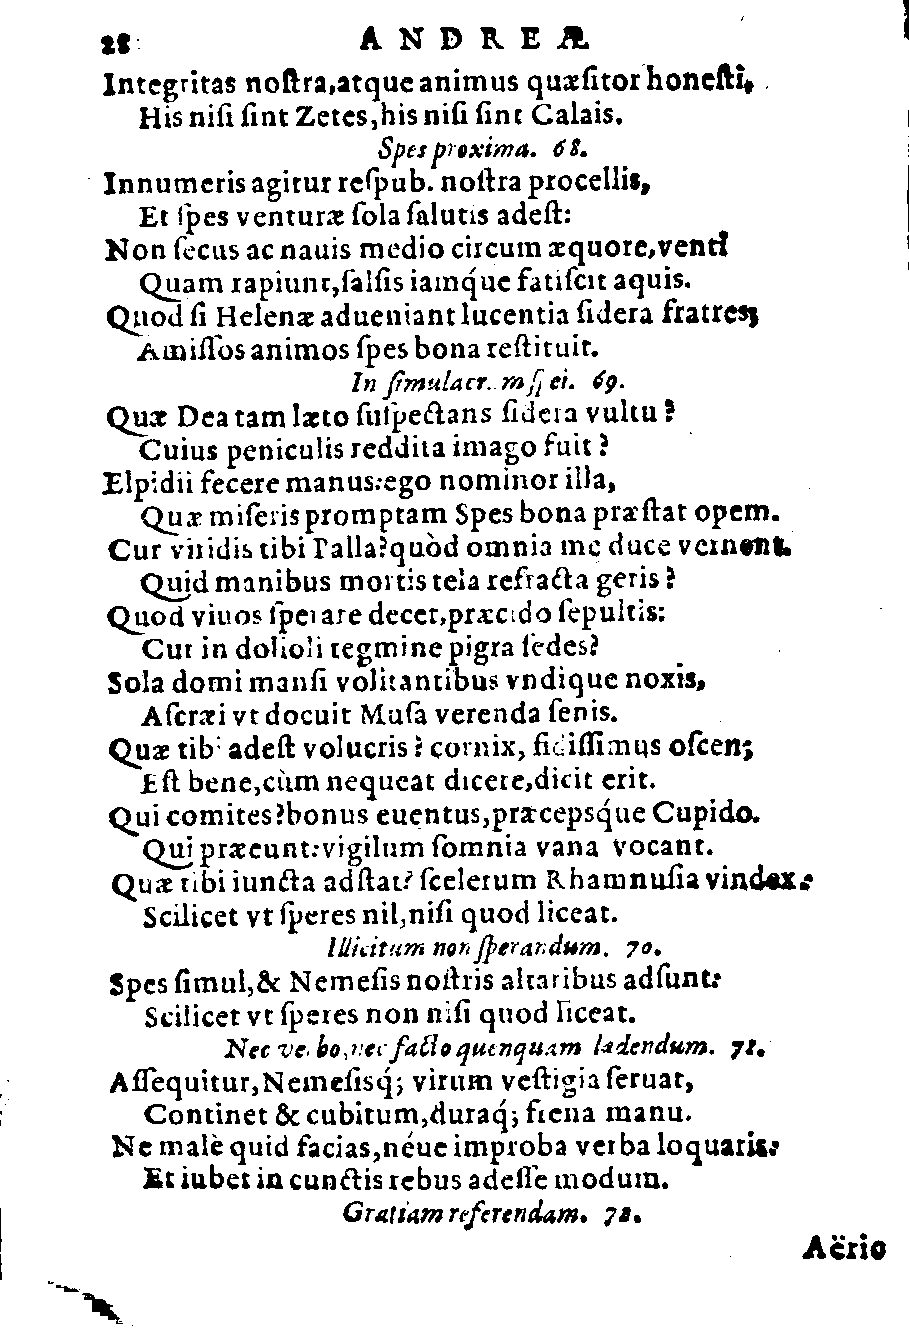 28 ANDREÆ
Integritas noſtra,atque animus quæſitor honeſti,
His niſi ſint Zetes,his niſi ſint Calais.
Spes proxima. 68.
Innumeris agitur reſpub. noſtra procellis,
Et ſpes venturæ ſola ſalutis adeſt:
Non ſecus ac nauis medio circum æquore,venti
Quam rapiunt,ſalſis iamq́ue fatiſcit aquis.
Quod ſi Helenæ adueniant lucentia ſidera fratres;
Amiſſos animos ſpes bona reſtituit.
In ſimulacr. ſpei. 69.
Quæ Dea tam læto ſuſpectans ſidera vultu?
Cuius peniculis reddita imago fuit?
Elpidii fecere manus:ego nominor illa,
Quæ miſeris promptam Spes bona præſtat opem.
Cur viridis tibi Palla?quòd omnia me duce vernent.
Quid manibus mortis tela refracta geris?
Quod viuos ſperare decet,præcido ſepultis:
Cur in dolioli tegmine pigra ſedes?
Sola domi manſi volitantibus vndique noxis,
Aſcræi vt docuit Muſa verenda ſenis.
Quæ tibi adeſt volucris? cornix, fidiſſimus oſcen;
Eſt bene,cùm nequeat dicere,dicit erit.
Qui comites?bonus euentus,præcepsq́ue Cupido.
Qui præeunt:vigilum ſomnia vana vocant.
Quæ tibi iuncta adſtat? ſcelerum Rhamnuſia vindex:
Scilicet vt ſperes nil,niſi quod liceat.
Illicitum non ſperandum. 70.
Spes ſimul,& Nemeſis noſtris altaribus adſunt:
Scilicet vt ſperes non niſi quod liceat.
Nec verbo,nec facto quenquam lædendum. 71.
Aſſequitur,Nemeſisq́; virum veſtigia ſeruat,
Continet & cubitum,duraq́; frena manu.
Ne malè quid facias,néue improba verba loquaris:
Et iubet in cunctis rebus adeſſe modum.
Gratiam referendam. 72.
Aërio